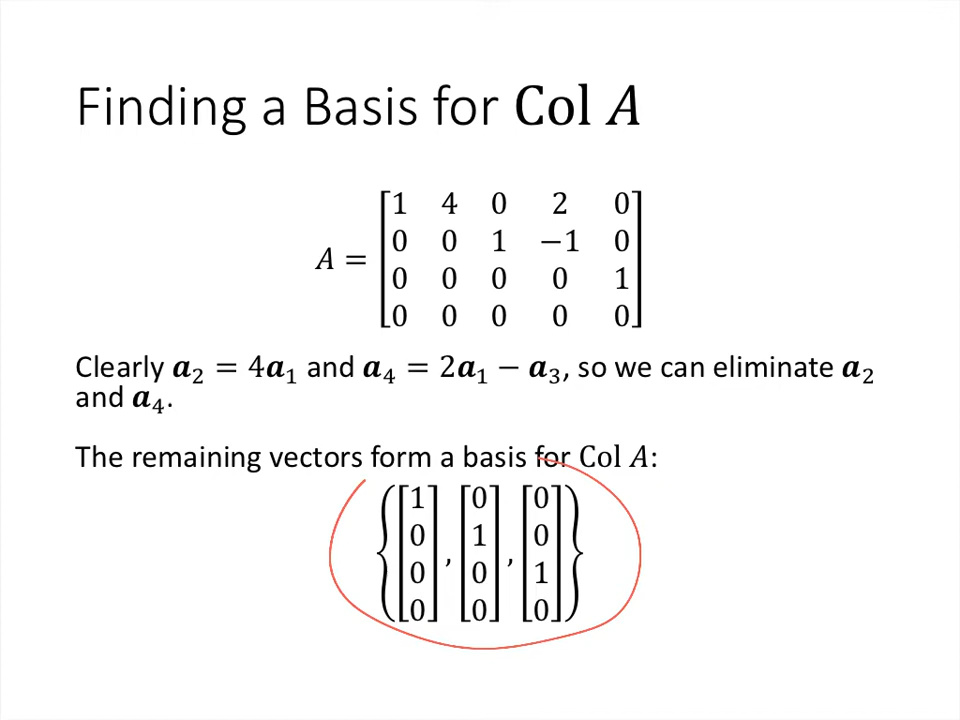 Finding a Basis for Col A
A = [1 4 0 2 0
0 0 1 −1 0
0 0 0 0 1
0 0 0 0 0]
Clearly a₂ = 4a₁ and a₄ = 2a₁ − a₃, so we can eliminate a₂
and a₄.
The remaining vectors form a basis for Col A:
{[1 0 0 0], [0 1 0 0], [0 0 1 0]}